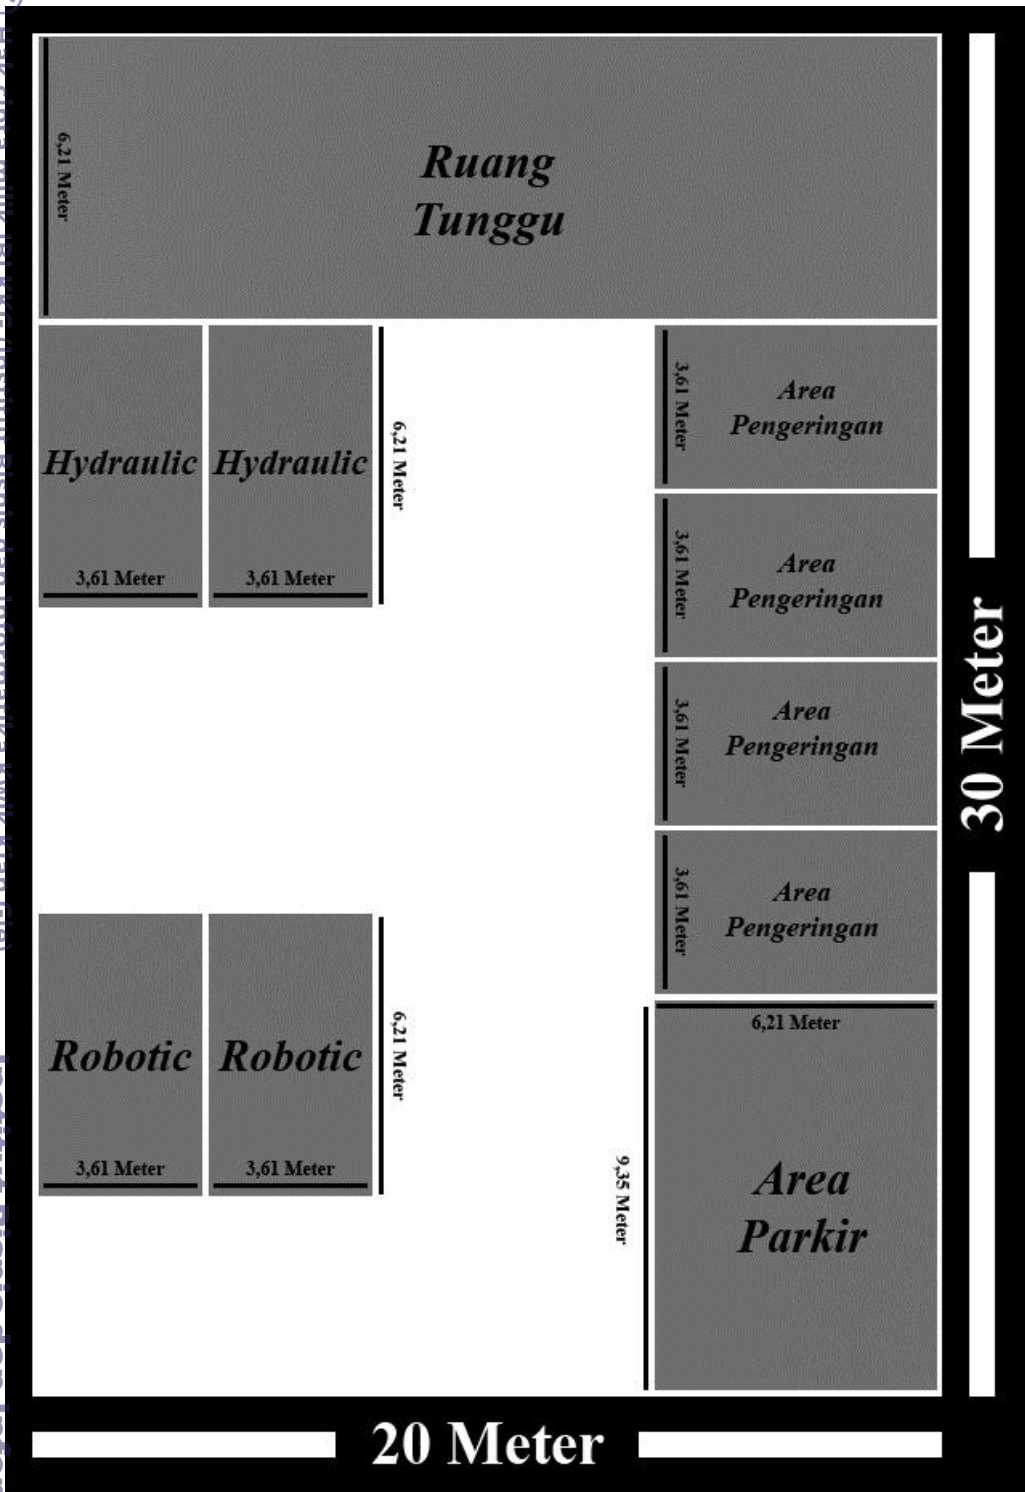 6,21 Meter
Ruang
Tunggu
Hydraulic
3,61 Meter
Hydraulic
3,61 Meter
6,21 Meter
3,61 Meter
Area
Pengeringan
3,61 Meter
Area
Pengeringan
3,61 Meter
Area
Pengeringan
3,61 Meter
Area
Pengeringan
30 Meter
Robotic
3,61 Meter
Robotic
3,61 Meter
6,21 Meter
6,21 Meter
9,35 Meter
Area
Parkir
20 Meter